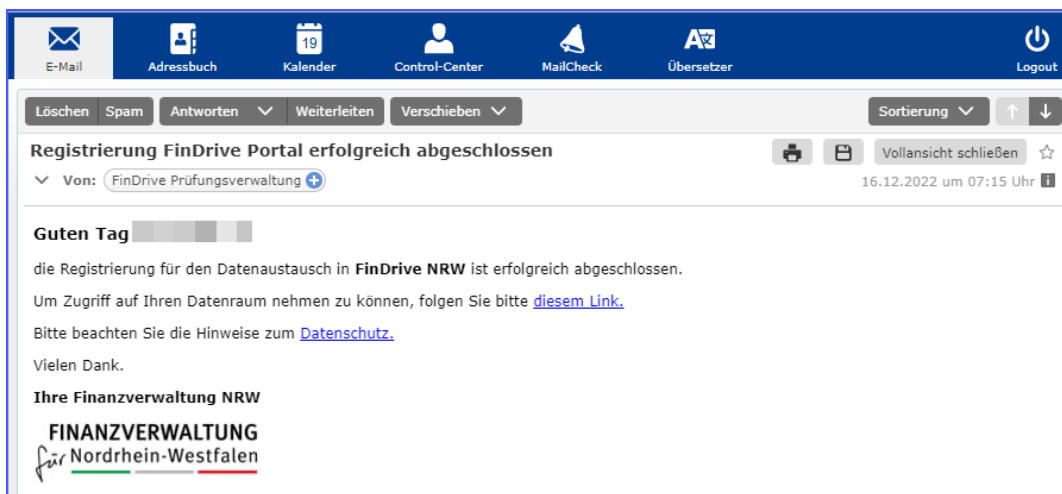 19
E-Mail Adressbuch Kalender Control-Center MailCheck Übersetzer Logout
Löschen Spam Antworten Weiterleiten Verschieben Sortierung
Registrierung FinDrive Portal erfolgreich abgeschlossen Vollansicht schließen
Von: FinDrive Prüfungsverwaltung 16.12.2022 um 07:15 Uhr
Guten Tag
die Registrierung für den Datenaustausch in FinDrive NRW ist erfolgreich abgeschlossen.
Um Zugriff auf Ihren Datenraum nehmen zu können, folgen Sie bitte diesem Link.
Bitte beachten Sie die Hinweise zum Datenschutz.
Vielen Dank.
Ihre Finanzverwaltung NRW
FINANZVERWALTUNG
für Nordrhein-Westfalen